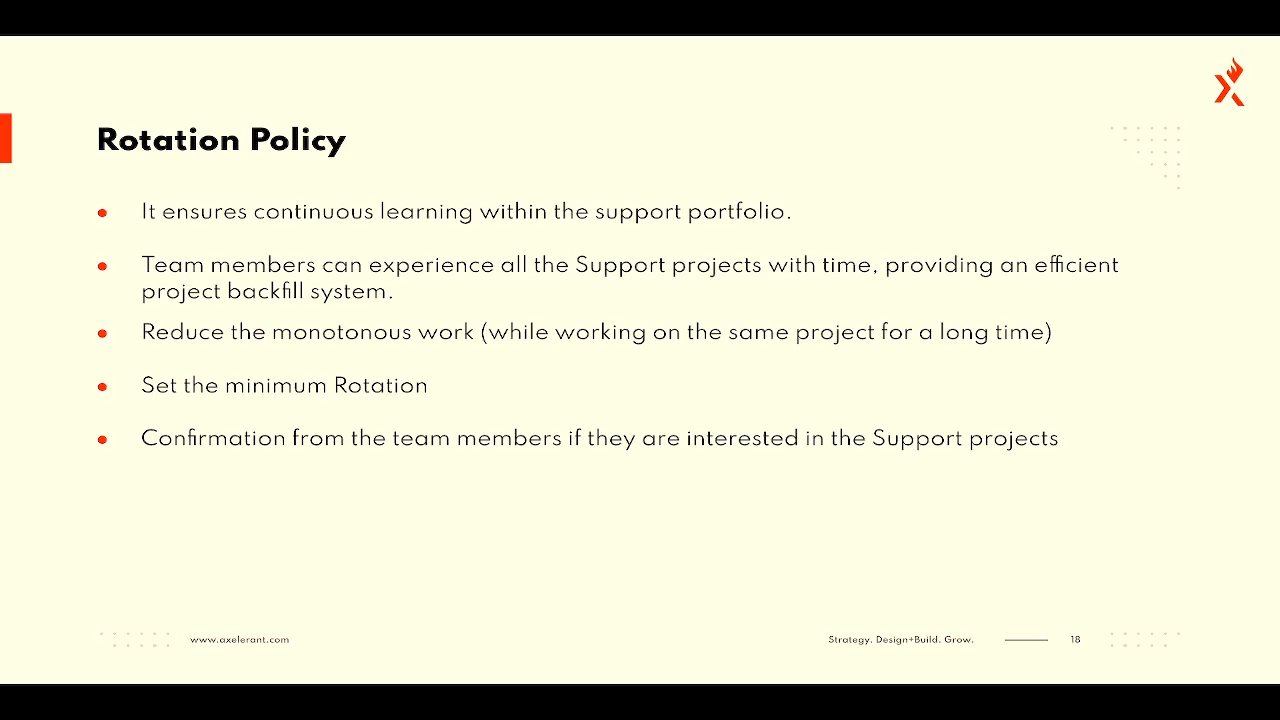 Rotation Policy
It ensures continuous learning within the support portfolio.
Team members can experience all the Support projects with time, providing an efficient
project backfill system.
Reduce the monotonous work (while working on the same project for a long time)
Set the minimum Rotation
Confirmation from the team members if they are interested in the Support projects
www.axelerant.com
Strategy. Design+Build. Grow.
18